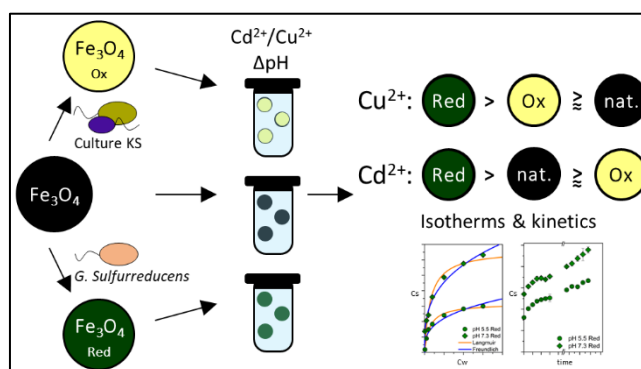 Fe₃O₄
Ox
Culture KS
Fe₃O₄
G. Sulfurreducens
Fe₃O₄
Red
Cd²⁺/Cu²⁺
ΔpH
Cu²⁺: Red > Ox ≳ nat.
Cd²⁺: Red > nat. ≳ Ox
Isotherms & kinetics
Cs
pH 5.5 Red
pH 7.3 Red
Langmuir
Freundlish
Cw
Cs
pH 5.5 Red
pH 7.3 Red
time